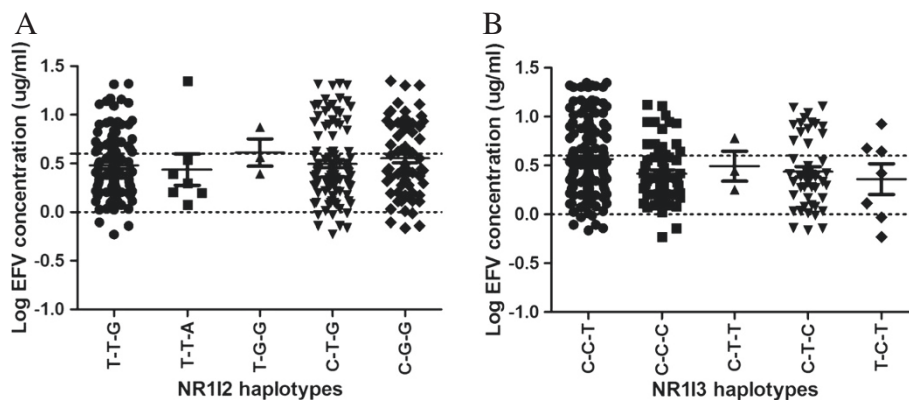 A
Log EFV concentration (ug/ml)
1.5
1.0
0.5
0.0
-0.5
-1.0
T-T-G
T-T-A
T-G-G
C-T-G
C-G-G
NR1I2 haplotypes
B
Log EFV concentration (ug/ml)
1.5
1.0
0.5
0.0
-0.5
-1.0
C-C-T
C-C-C
C-T-T
C-T-C
T-C-T
NR1I3 haplotypes